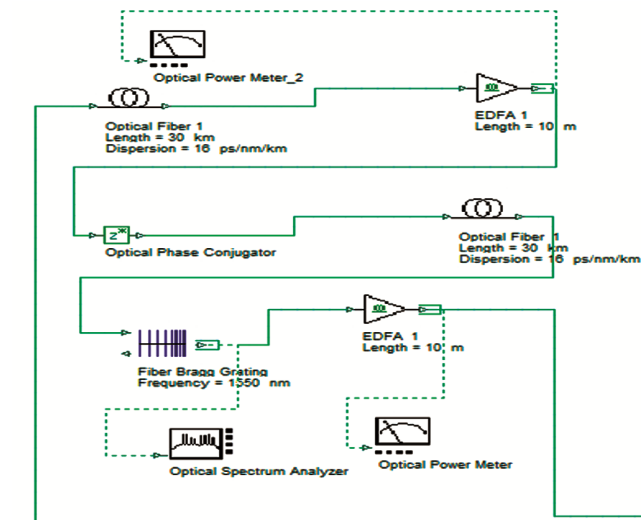 Optical Power Meter_2
EDFA 1
Length = 10 m
Optical Fiber 1
Length = 30 km
Dispersion = 16 ps/nm/km
z*
Optical Phase Conjugator
Optical Fiber 1
Length = 30 km
Dispersion = 16 ps/nm/km
EDFA 1
Length = 10 m
Fiber Bragg Grating
Frequency = 1550 nm
Optical Spectrum Analyzer
Optical Power Meter